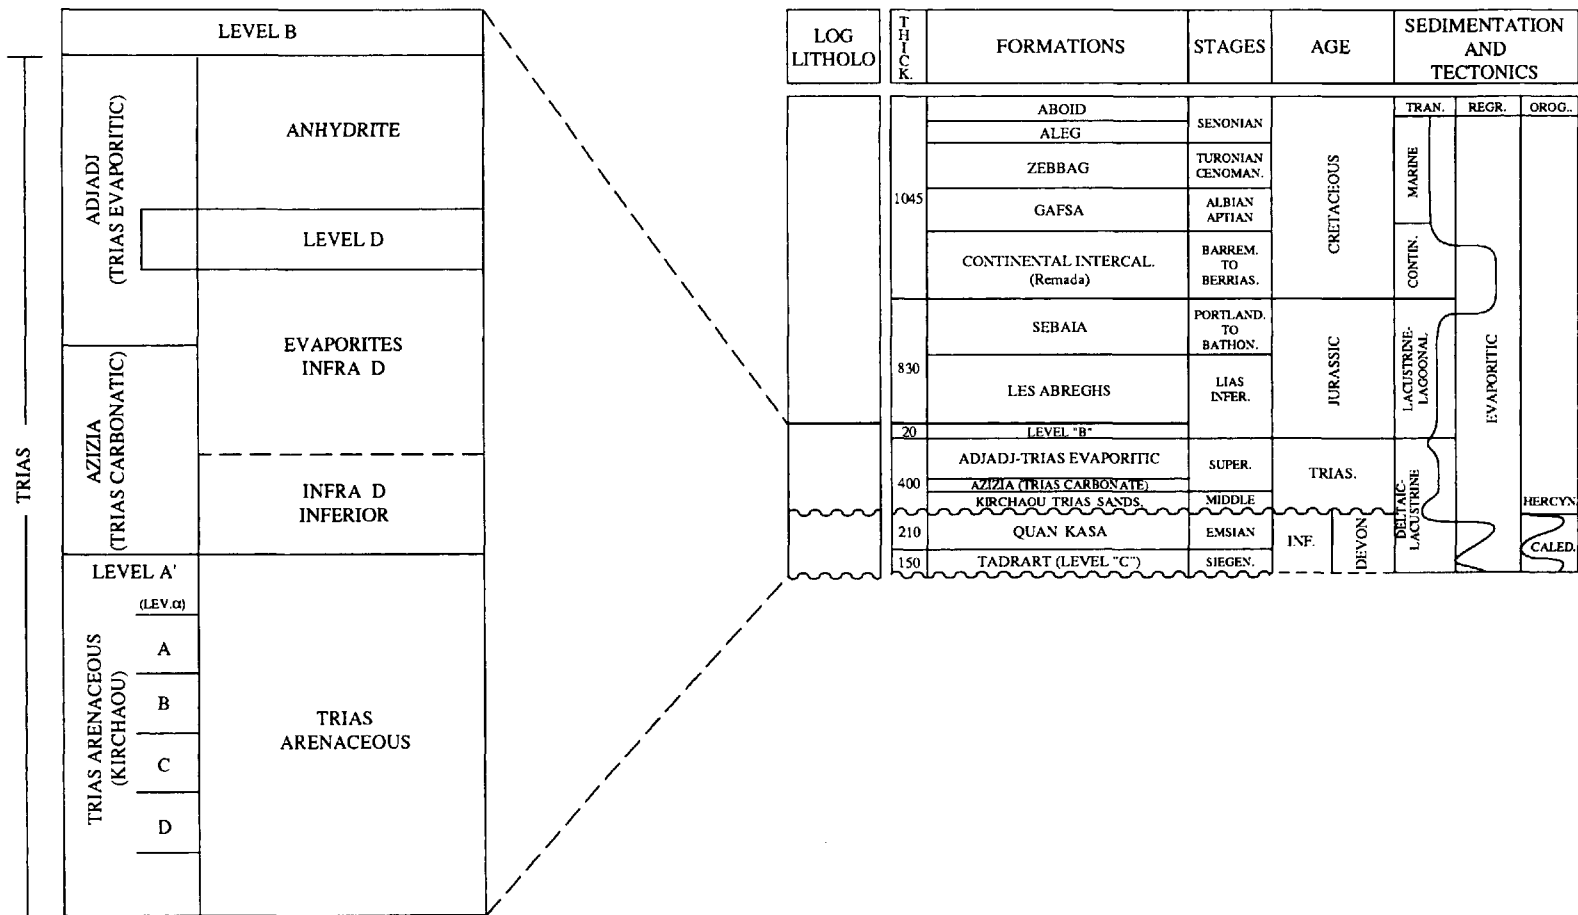 LEVEL B
TRIAS
ADJADJ
(TRIAS EVAPORITIC)
ANHYDRITE
LEVEL D
EVAPORITES
INFRA D
AZIZIA
(TRIAS CARBONATIC)
INFRA D
INFERIOR
LEVEL A'
(LEV.α)
TRIAS ARENACEOUS
(KIRCHAOU)
A
B
C
D
TRIAS
ARENACEOUS
LOG
LITHOLO
THICK.
FORMATIONS
STAGES
AGE
SEDIMENTATION
AND
TECTONICS
TRAN.
REGR.
OROG..
1045
ABOID
ALEG
SENONIAN
ZEBBAG
TURONIAN
CENOMAN.
GAFSA
ALBIAN
APTIAN
CONTINENTAL INTERCAL.
(Remada)
BARREM.
TO
BERRIAS.
CRETACEOUS
MARINE
CONTIN.
830
SEBAIA
PORTLAND.
TO
BATHON.
LES ABREGHS
LIAS
INFER.
JURASSIC
LACUSTRINE-
LAGOONAL
EVAPORITIC
20
LEVEL "B"
400
ADJADJ-TRIAS EVAPORITIC
SUPER.
AZIZIA (TRIAS CARBONATE)
KIRCHAOU TRIAS SANDS.
MIDDLE
TRIAS.
DELTAIC-
LACUSTRINE
HERCYN.
210
QUAN KASA
EMSIAN
INF.
DEVON
CALED.
150
TADRART (LEVEL "C")
SIEGEN.